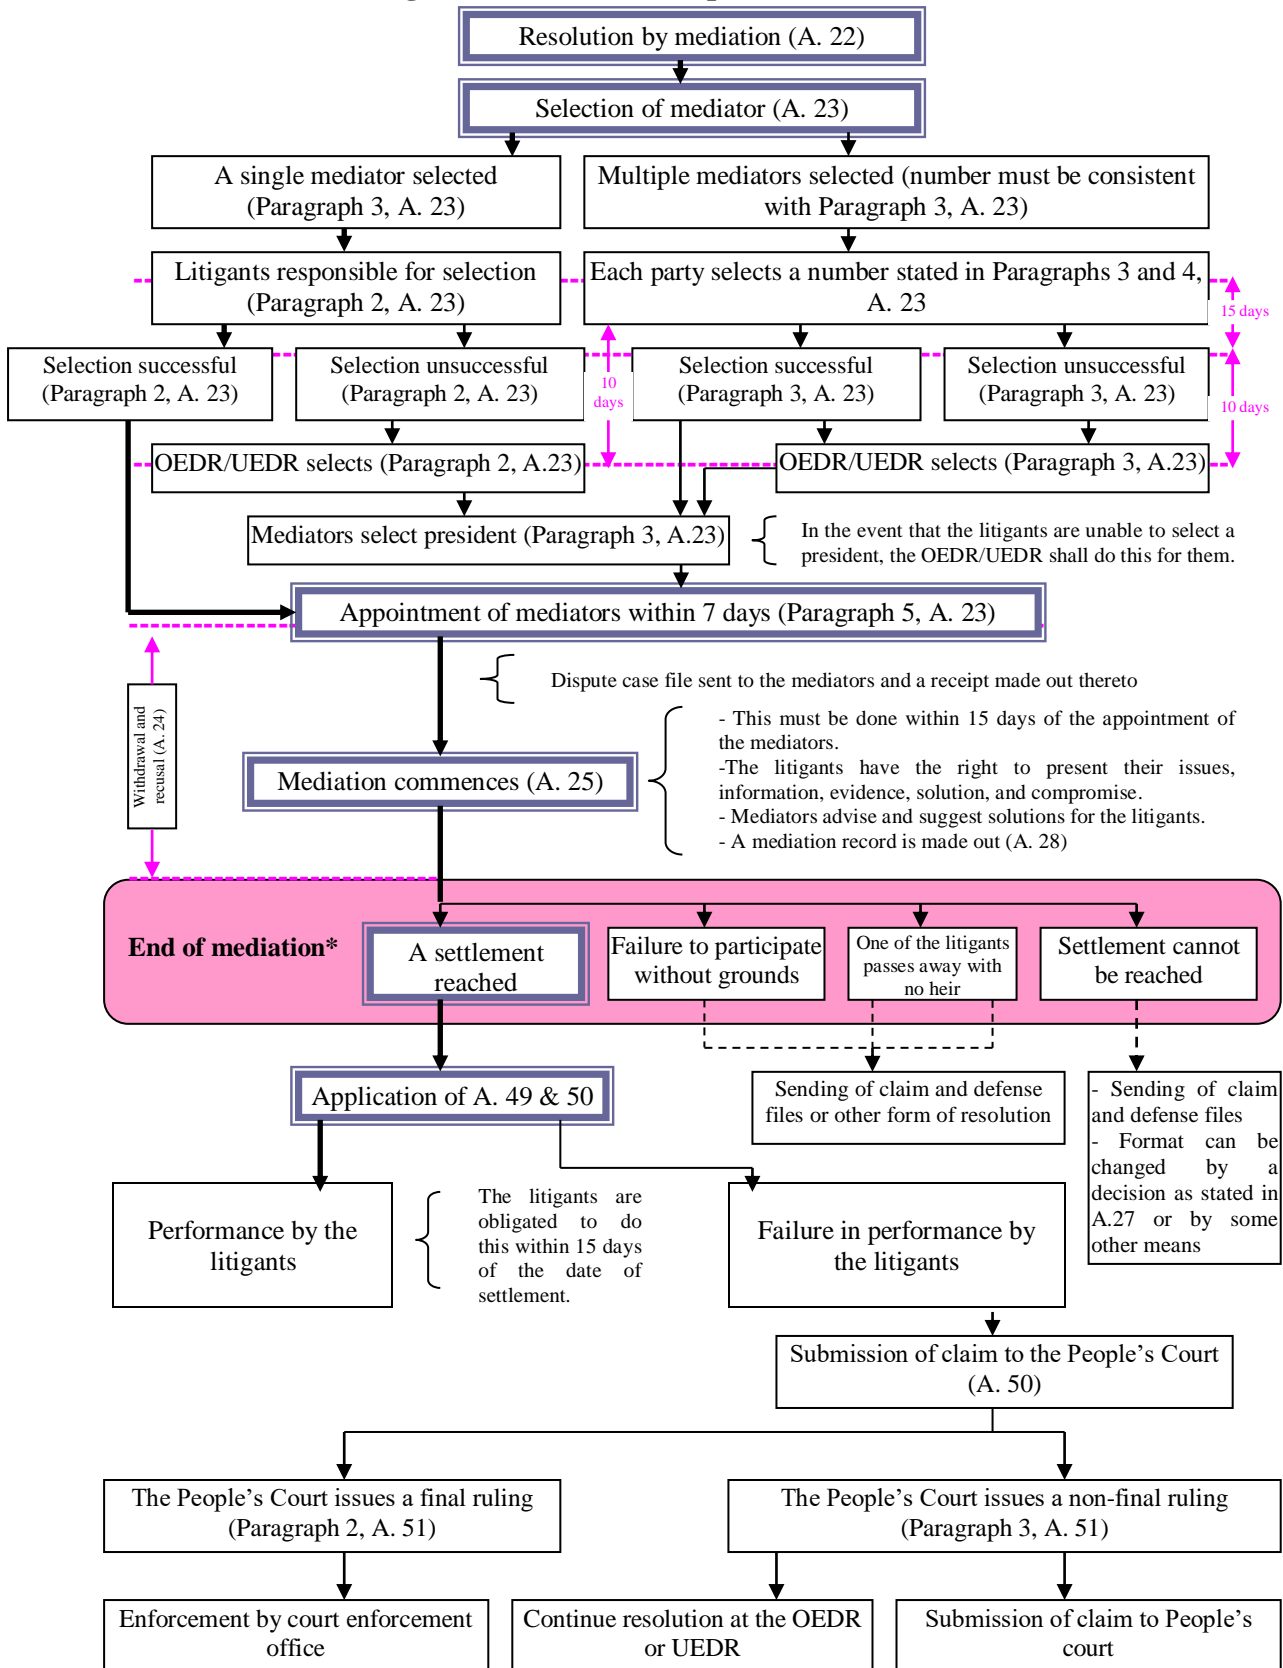 Resolution by mediation (A. 22)
Selection of mediator (A. 23)
A single mediator selected
(Paragraph 3, A. 23)
Multiple mediators selected (number must be consistent
with Paragraph 3, A. 23)
Litigants responsible for selection
(Paragraph 2, A. 23)
Each party selects a number stated in Paragraphs 3 and 4,
A. 23
15 days
Selection successful
(Paragraph 2, A. 23)
Selection unsuccessful
(Paragraph 2, A. 23)
10
days
Selection successful
(Paragraph 3, A. 23)
Selection unsuccessful
(Paragraph 3, A. 23)
10 days
OEDR/UEDR selects (Paragraph 2, A.23)
OEDR/UEDR selects (Paragraph 3, A.23)
Mediators select president (Paragraph 3, A.23)
In the event that the litigants are unable to select a
president, the OEDR/UEDR shall do this for them.
Appointment of mediators within 7 days (Paragraph 5, A. 23)
Dispute case file sent to the mediators and a receipt made out thereto
Withdrawal and
recusal (A. 24)
Mediation commences (A. 25)
- This must be done within 15 days of the appointment of
the mediators.
-The litigants have the right to present their issues,
information, evidence, solution, and compromise.
- Mediators advise and suggest solutions for the litigants.
- A mediation record is made out (A. 28)
End of mediation*
A settlement
reached
Failure to participate
without grounds
One of the litigants
passes away with
no heir
Settlement cannot
be reached
Application of A. 49 & 50
Sending of claim and defense
files or other form of resolution
- Sending of claim
and defense files
- Format can be
changed by a
decision as stated in
A.27 or by some
other means
Performance by the
litigants
The litigants are
obligated to do
this within 15 days
of the date of
settlement.
Failure in performance by
the litigants
Submission of claim to the People’s Court
(A. 50)
The People’s Court issues a final ruling
(Paragraph 2, A. 51)
The People’s Court issues a non-final ruling
(Paragraph 3, A. 51)
Enforcement by court enforcement
office
Continue resolution at the OEDR
or UEDR
Submission of claim to People’s
court